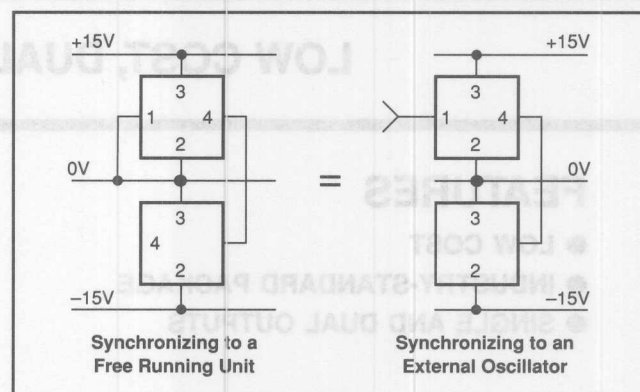 LOW COST, DUAL
+15V
+15V
3
3
1 4
4
2
2
FEATURES
0V
0V
=
3
3
● LOW COST
4
● INDUSTRY-STANDARD PACKAGE
2
2
−15V
−15V
● SINGLE AND DUAL OUTPUTS
Synchronizing to a
Free Running Unit
Synchronizing to an
External Oscillator